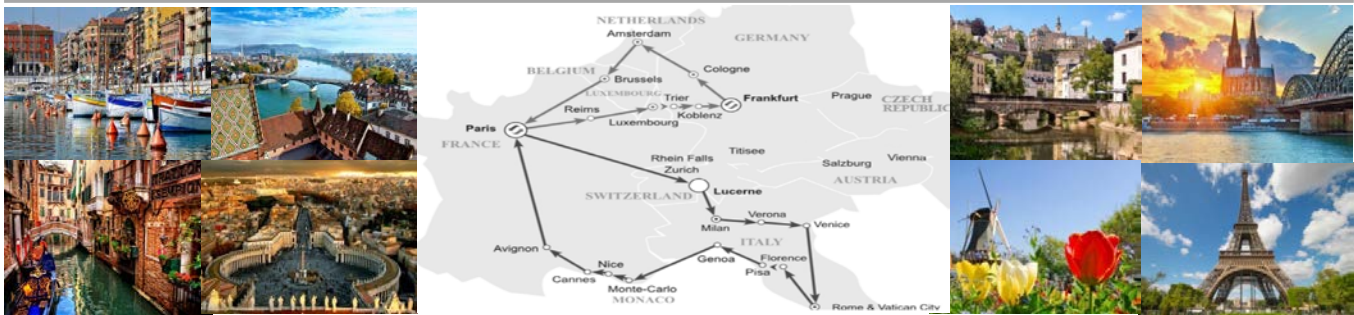 NETHERLANDS
Amsterdam
GERMANY
BELGIUM
Brussels
Cologne
LUXEMBOURG
Trier
Frankfurt
Prague
CZECH
REPUBLIC
Reims
Luxembourg
Koblenz
Paris
FRANCE
Rhein Falls
Zurich
Titisee
Salzburg
Vienna
AUSTRIA
SWITZERLAND
Lucerne
Milan
Verona
Venice
ITALY
Avignon
Genoa
Florence
Pisa
Nice
Cannes
Monte-Carlo
MONACO
Rome & Vatican City